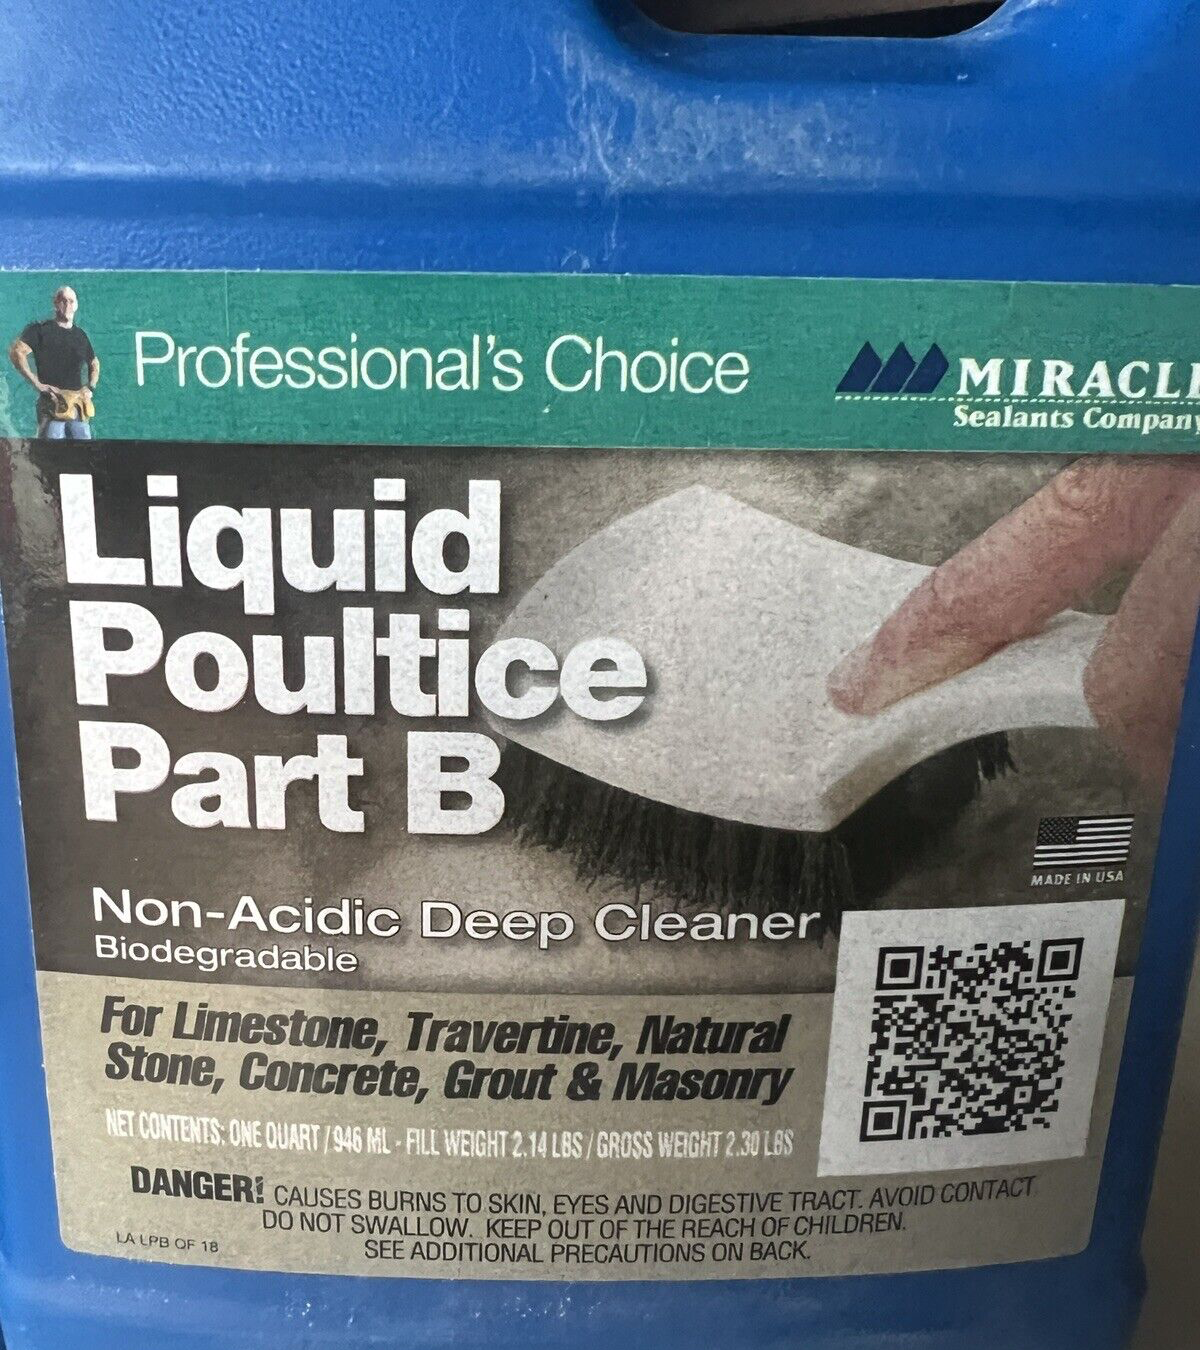 Professional's Choice
MIRACLE
Sealants Company
Liquid
Poultice
Part B
MADE IN USA
Non-Acidic Deep Cleaner
Biodegradable
For Limestone, Travertine, Natural
Stone, Concrete, Grout & Masonry
NET CONTENTS: ONE QUART / 946 ML - FILL WEIGHT 2.14 LBS / GROSS WEIGHT 2.30 LBS
DANGER! CAUSES BURNS TO SKIN, EYES AND DIGESTIVE TRACT. AVOID CONTACT
DO NOT SWALLOW. KEEP OUT OF THE REACH OF CHILDREN.
SEE ADDITIONAL PRECAUTIONS ON BACK.
LA LPB QF 18